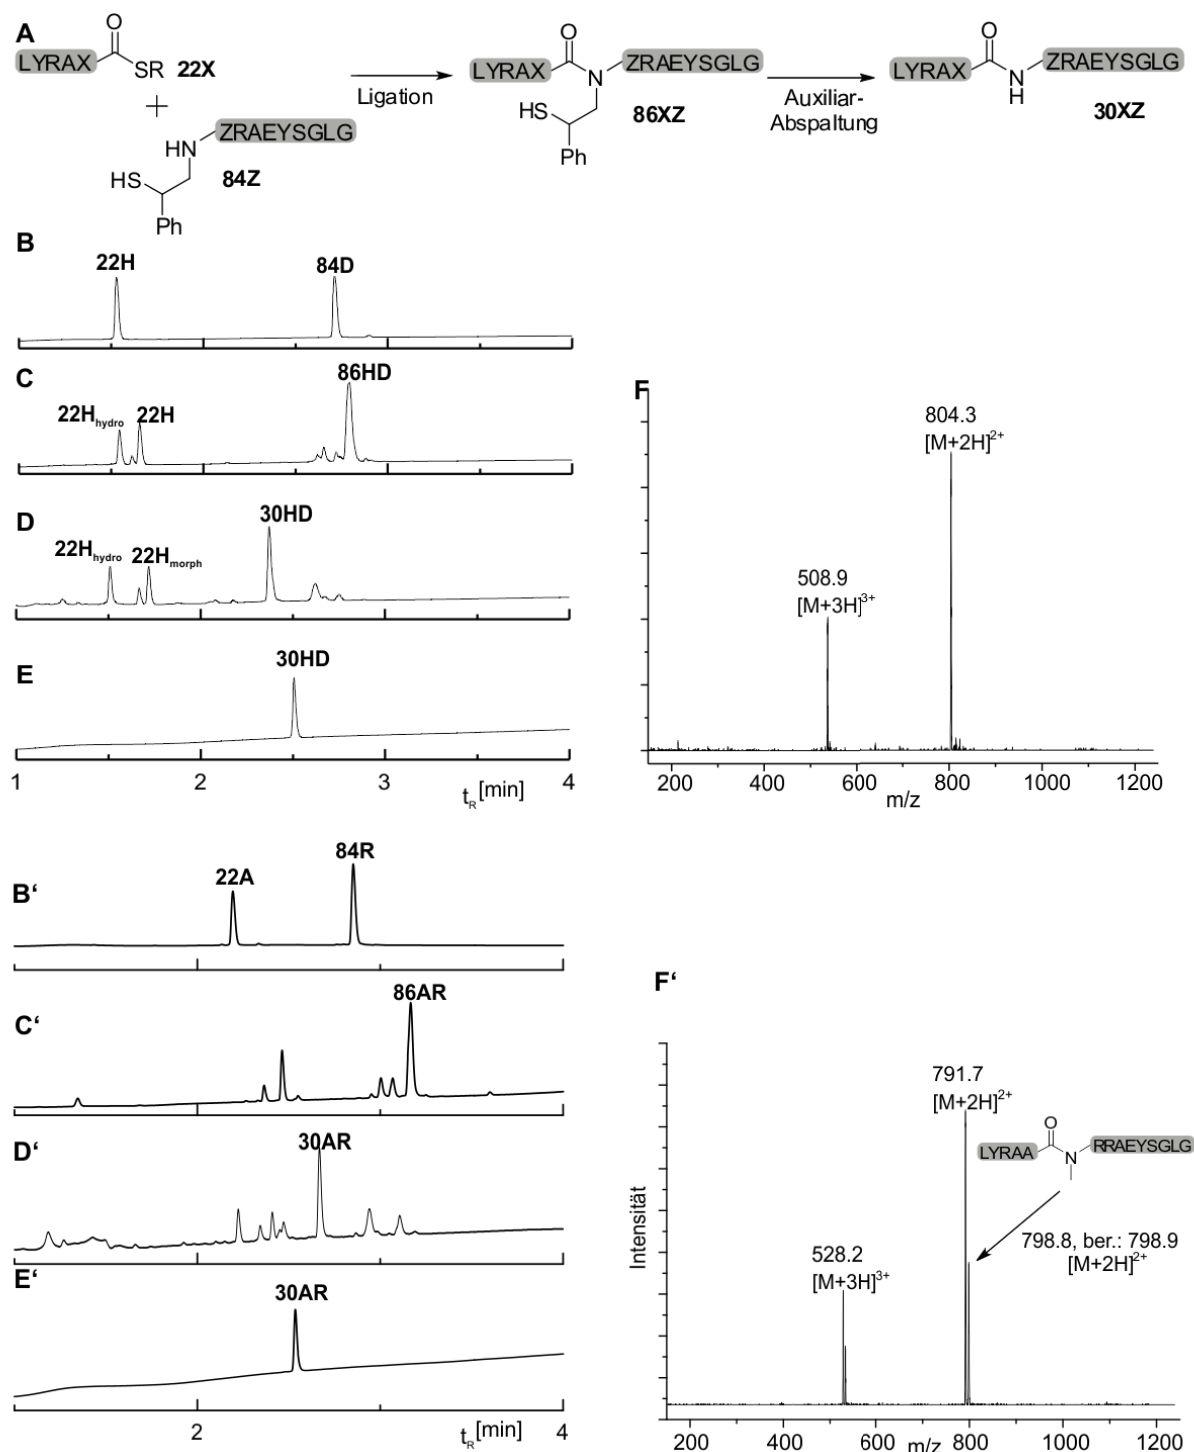 A
LYRAX
O
SR
22X
+
HN
ZRAEYSGLG
HS
84Z
Ph
Ligation
LYRAX
O
N
ZRAEYSGLG
HS
86XZ
Ph
Auxiliar-
Abspaltung
LYRAX
O
N
H
ZRAEYSGLG
30XZ
B
22H
84D
C
22Hhydro
22H
86HD
D
22Hhydro
22Hmorph
30HD
E
30HD
1
2
3
4
tR[min]
F
804.3
[M+2H]2+
508.9
[M+3H]3+
200
400
600
800
1000
1200
m/z
B‘
22A
84R
C‘
86AR
D‘
30AR
E‘
30AR
2
4
tR[min]
F‘
Intensität
791.7
[M+2H]2+
LYRAA
O
N
RRAEYSGLG
798.8, ber.: 798.9
[M+2H]2+
528.2
[M+3H]3+
200
400
600
800
1000
1200
m/z